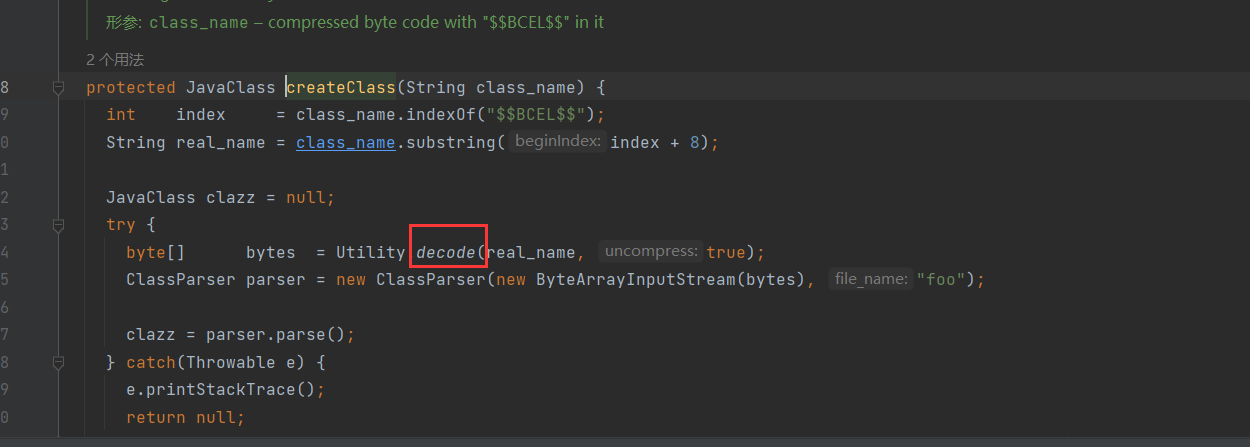 形参: class_name – compressed byte code with "$$BCEL$$" in it
2 个用法
8 protected JavaClass createClass(String class_name) {
9 int index = class_name.indexOf("$$BCEL$$");
0 String real_name = class_name.substring( beginIndex: index + 8);
1
2 JavaClass clazz = null;
3 try {
4 byte[] bytes = Utility.decode(real_name, uncompress: true);
5 ClassParser parser = new ClassParser(new ByteArrayInputStream(bytes), file_name: "foo");
6
7 clazz = parser.parse();
8 } catch(Throwable e) {
9 e.printStackTrace();
0 return null;